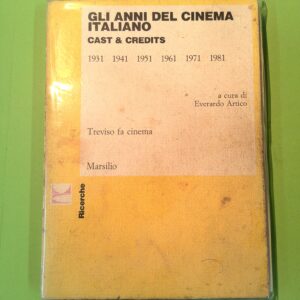 GLI ANNI DEL CINEMA
ITALIANO
CAST & CREDITS
1931 1941 1951 1961 1971 1981
a cura di
Everardo Artico
Treviso fa cinema
Marsilio
Ricerche